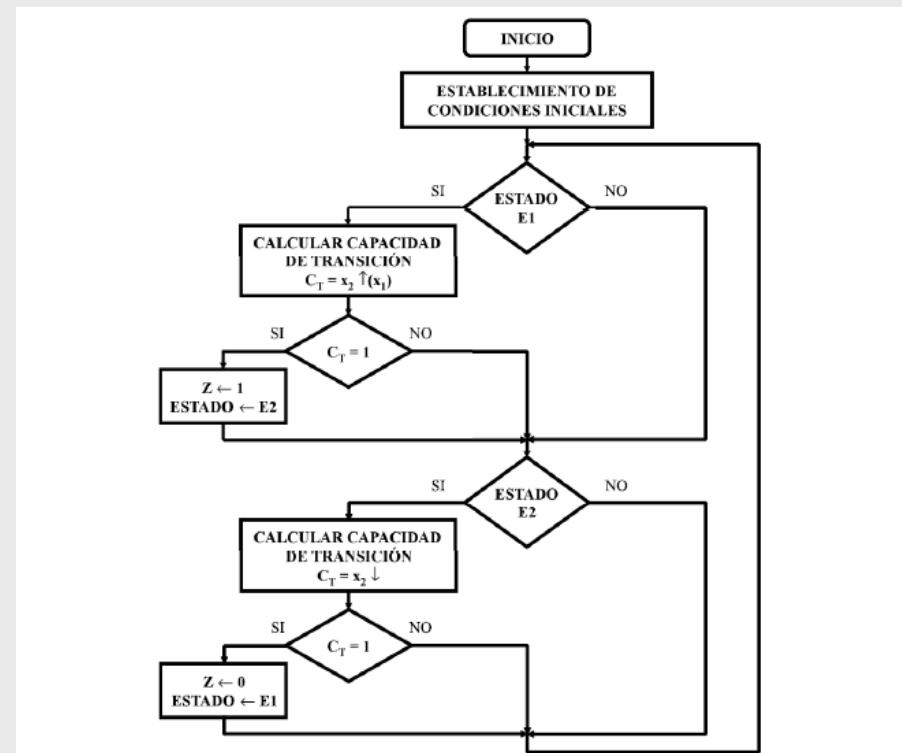 INICIO
ESTABLECIMIENTO DE
CONDICIONES INICIALES
ESTADO
E1
SI
NO
CALCULAR CAPACIDAD
DE TRANSICIÓN
C_T = x_2 ↑(x_1)
SI
NO
C_T = 1
Z ← 1
ESTADO ← E2
ESTADO
E2
SI
NO
CALCULAR CAPACIDAD
DE TRANSICIÓN
C_T = x_2 ↓
SI
NO
C_T = 1
Z ← 0
ESTADO ← E1